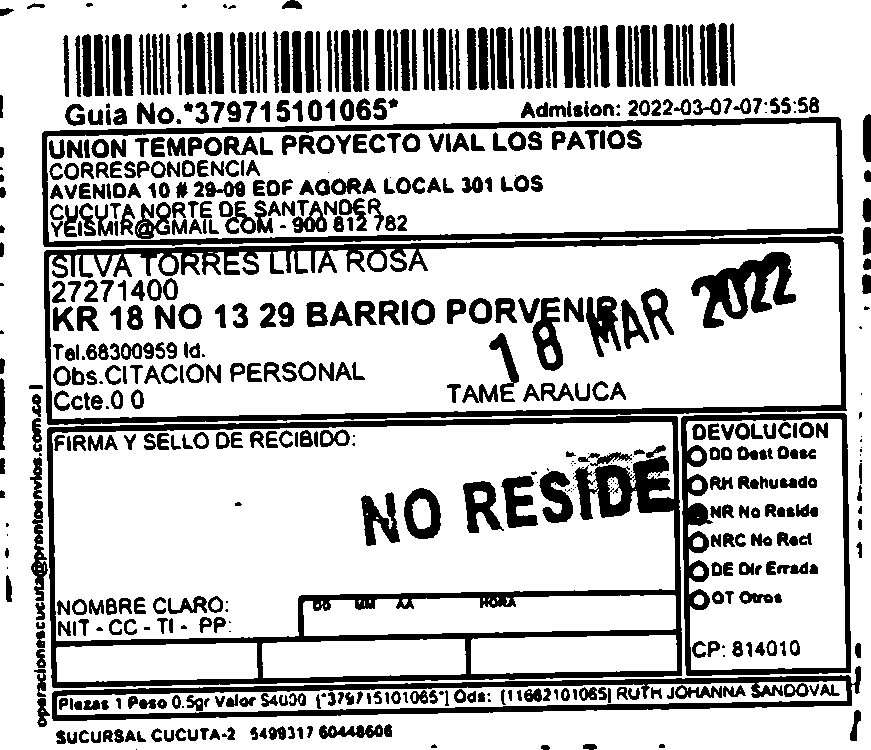 Guia No.*379715101065*
Admision: 2022-03-07-07:55:58
UNION TEMPORAL PROYECTO VIAL LOS PATIOS
CORRESPONDENCIA
AVENIDA 10 # 29-09 EDF AGORA LOCAL 301 LOS
CUCUTA NORTE DE SANTANDER
YEISMIR@GMAIL COM - 900 812 782
SILVA TORRES LILIA ROSA
27271400
KR 18 NO 13 29 BARRIO PORVENIR
18 MAR 2022
Tel.68300959 Id.
Obs.CITACION PERSONAL
Ccte.0 0
TAME ARAUCA
FIRMA Y SELLO DE RECIBIDO:
NO RESIDE
DEVOLUCION
DD Dest Desc
RH Rehusado
NR No Reside
NRC No Recl
DE Dir Errada
OT Otros
NOMBRE CLARO:
NIT - CC - TI - PP:
DD MM AA HORA
CP: 814010
Piezas 1 Peso 0.5gr Valor $4000 [*379715101065*] Ods: [11662101065] RUTH JOHANNA SANDOVAL
SUCURSAL CUCUTA-2 5499317 60448606
operacionescucuta@prontoenvios.com.co |